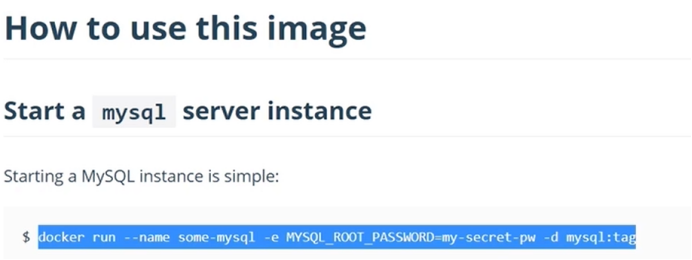 How to use this image
Start a mysql server instance
Starting a MySQL instance is simple:
$ docker run --name some-mysql -e MYSQL_ROOT_PASSWORD=my-secret-pw -d mysql:tag